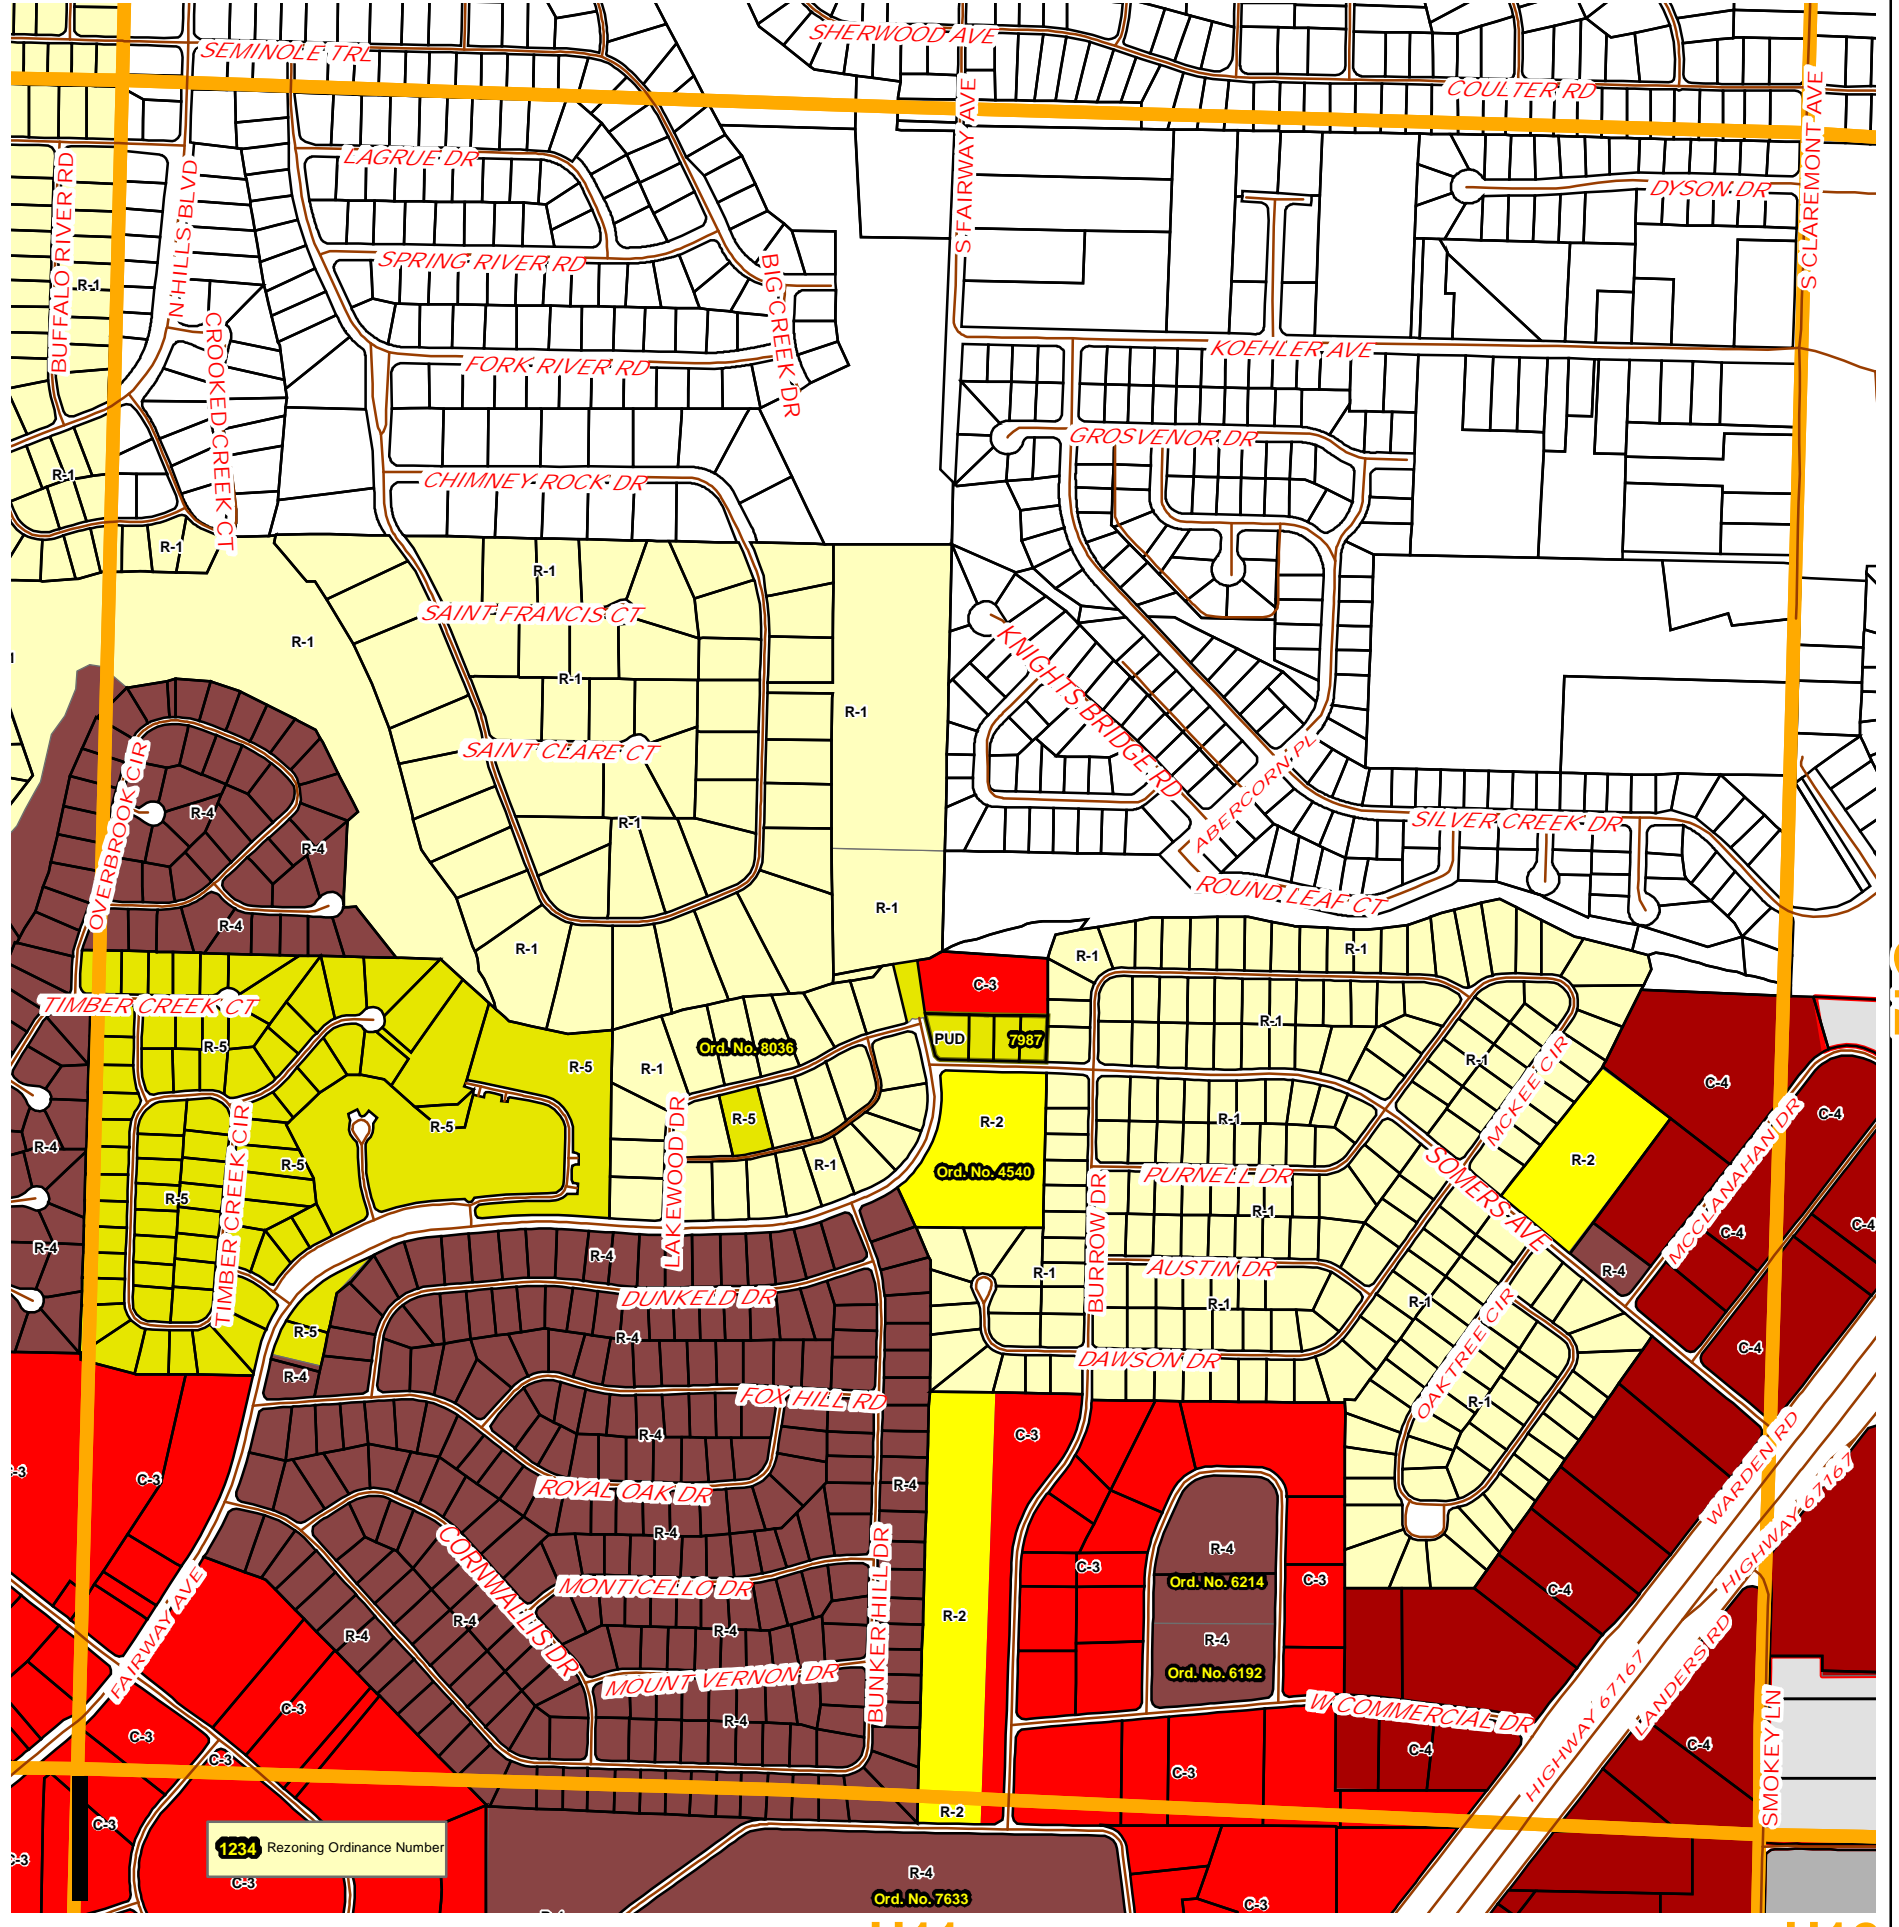 SEMINOLE TRL
SHERWOOD AVE
COULTER RD
S FAIRWAY AVE
S CLAREMONT AVE
LAGRUE DR
DYSON DR
BUFFALO RIVER RD
N HILLS BLVD
SPRING RIVER RD
BIG CREEK DR
R-1
CROOKED CREEK CT
KOEHLER AVE
FORK RIVER RD
GROSVENOR DR
R-1
CHIMNEY ROCK DR
R-1
R-1
SAINT FRANCIS CT
R-1
KNIGHTS BRIDGE RD
R-1
R-1
SAINT CLARE CT
ABERCORN PL
OVERBROOK CIR
R-4
R-1
SILVER CREEK DR
R-4
ROUND LEAF CT
R-1
R-4
R-1
R-1
R-1
C-3
TIMBER CREEK CT
R-1
PUD
7987
R-5
Ord. No. 8036
R-1
R-5
R-1
MCKEE CIR
C-4
R-5
LAKEWOOD DR
R-5
R-2
R-1
MCCLANAHAN DR
C-4
R-4
TIMBER CREEK CIR
R-5
R-1
Ord. No. 4540
PURNELL DR
SOMERS AVE
R-2
R-5
BURROW DR
R-1
C-4
C-4
R-4
R-4
R-1
AUSTIN DR
R-4
DUNKELD DR
R-1
R-1
OAKTREE CIR
R-5
R-4
DAWSON DR
C-4
R-4
FOX HILL RD
R-1
R-4
C-3
WARDEN RD
C-3
ROYAL OAK DR
R-4
HIGHWAY 67167
CORNWALLIS DR
R-4
BUNKER HILL DR
R-4
C-3
Ord. No. 6214
C-3
C-4
MONTICELLO DR
FAIRWAY AVE
R-4
R-4
R-4
R-2
R-4
Ord. No. 6192
LANDERS RD
MOUNT VERNON DR
HIGHWAY 67167
SMOKEY LN
C-3
R-4
W COMMERCIAL DR
C-3
C-3
C-4
C-4
C-3
R-2
C-3
1234 Rezoning Ordinance Number
C-3
R-4
Ord. No. 7633
C-3